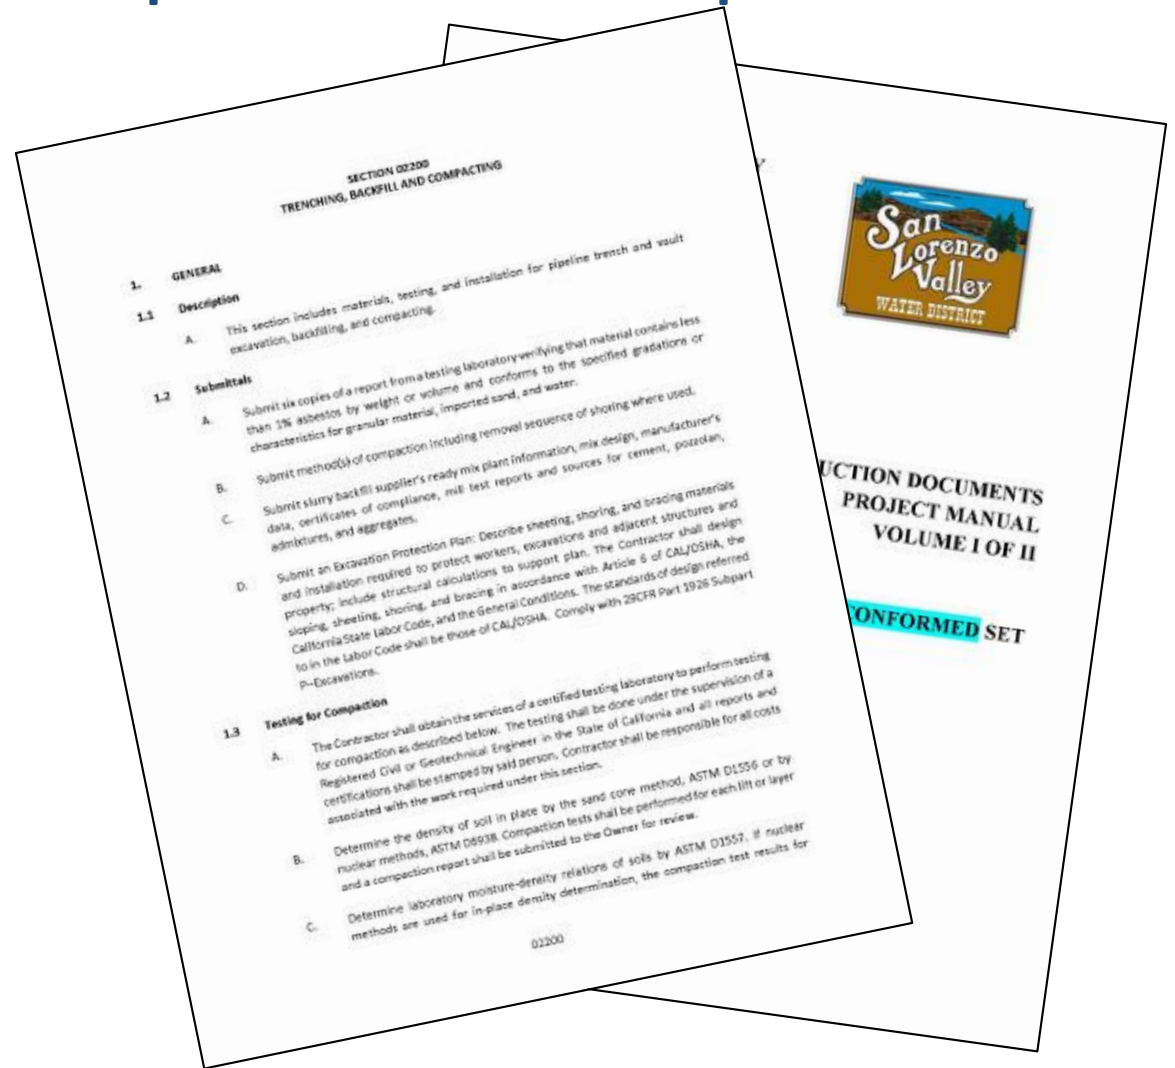 SECTION 02200
TRENCHING, BACKFILL AND COMPACTING
1. GENERAL
1.1 Description
A. This section includes materials, testing, and installation for pipeline trench and vault
excavation, backfilling, and compacting.
1.2 Submittals
A. Submit six copies of a report from a testing laboratory verifying that material contains less
than 1% asbestos by weight or volume and conforms to the specified gradations or
characteristics for granular material, imported sand, and water.
B. Submit method(s) of compaction including removal sequence of shoring where used.
C. Submit slurry backfill supplier's ready mix plant information, mix design, manufacturer's
data, certificates of compliance, mill test reports and sources for cement, pozzolan,
admixtures, and aggregates.
D. Submit an Excavation Protection Plan: Describe sheeting, shoring, and bracing materials
and installation required to protect workers, excavations and adjacent structures and
property; include structural calculations to support plan. The Contractor shall design
sloping, sheeting, shoring, and bracing in accordance with Article 6 of CAL/OSHA, the
California State Labor Code, and the General Conditions. The standards of design referred
to in the Labor Code shall be those of CAL/OSHA. Comply with 29CFR Part 1926 Subpart
P–Excavations.
1.3 Testing for Compaction
A. The Contractor shall obtain the services of a certified testing laboratory to perform testing
for compaction as described below. The testing shall be done under the supervision of a
Registered Civil or Geotechnical Engineer in the State of California and all reports and
certifications shall be stamped by said person. Contractor shall be responsible for all costs
associated with the work required under this section.
B. Determine the density of soil in place by the sand cone method, ASTM D1556 or by
nuclear methods, ASTM D6938. Compaction tests shall be performed for each lift or layer
and a compaction report shall be submitted to the Owner for review.
C. Determine laboratory moisture-density relations of soils by ASTM D1557. If nuclear
methods are used for in-place density determination, the compaction test results for
02200
San
Lorenzo
Valley
WATER DISTRICT
UCTION DOCUMENTS
PROJECT MANUAL
VOLUME I OF II
ONFORMED SET